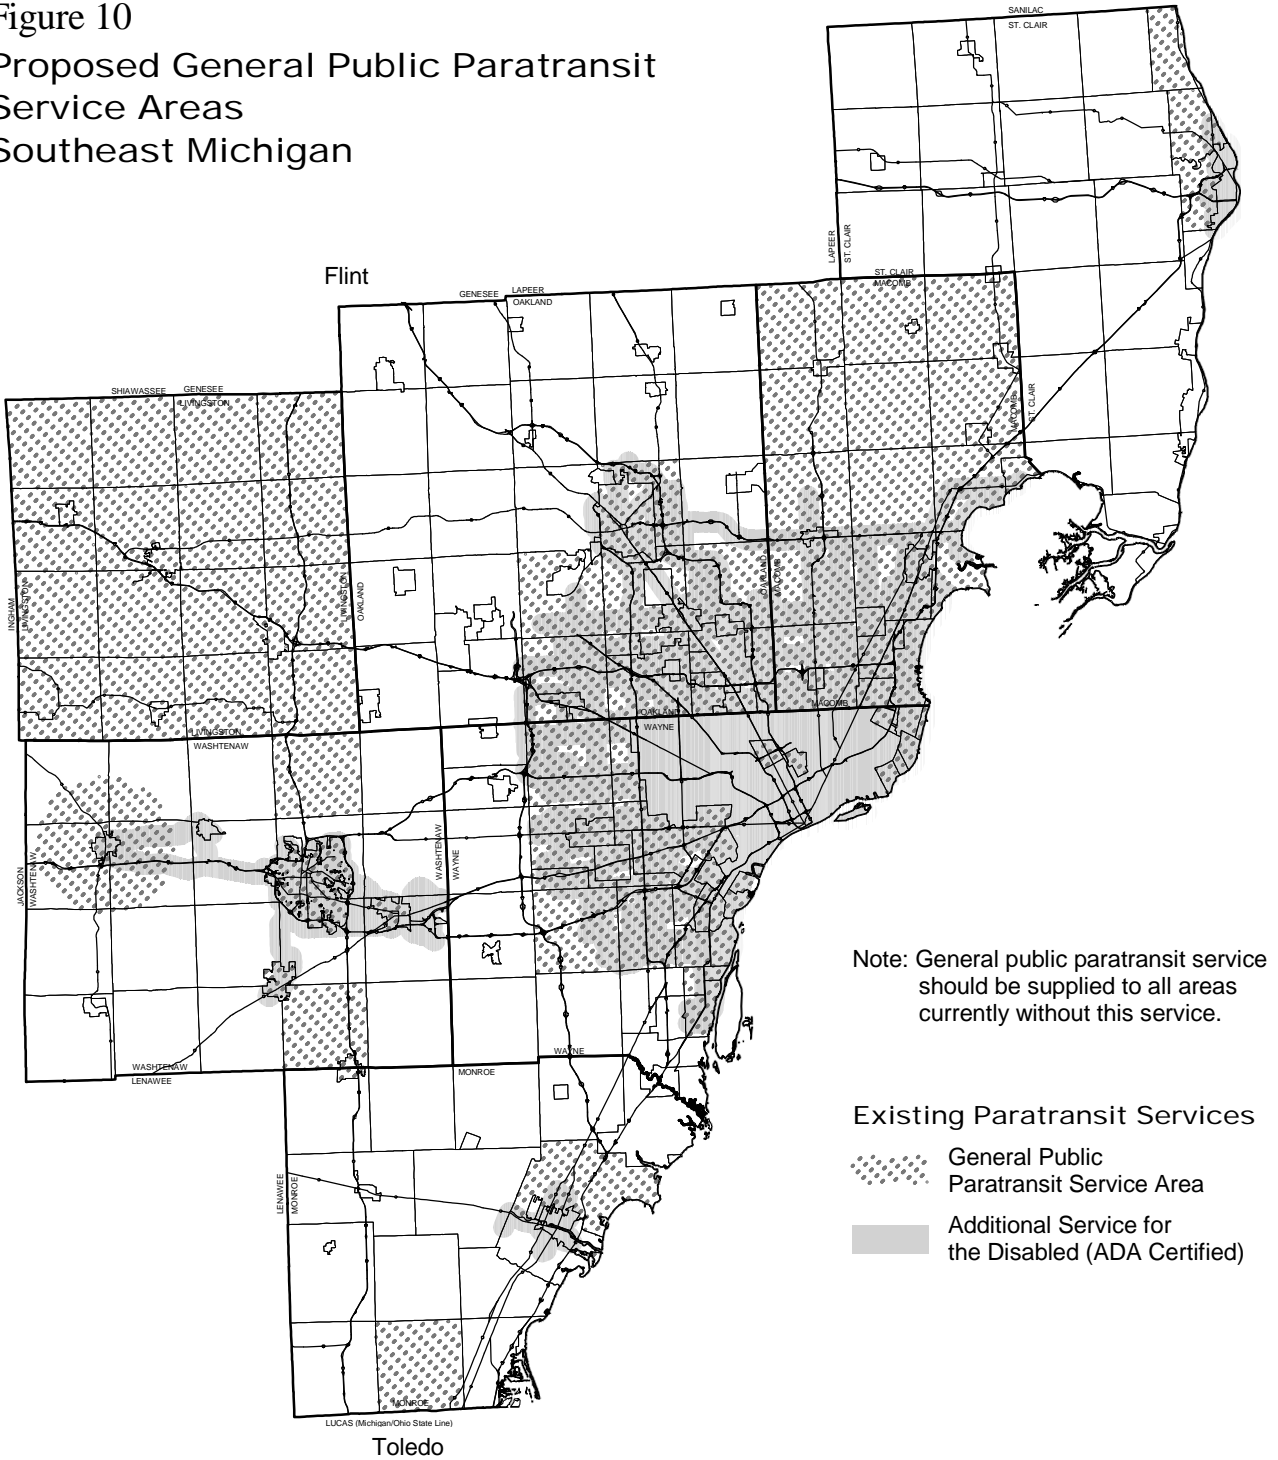 Figure 10
Proposed General Public Paratransit
Service Areas
Southeast Michigan
SANILAC
ST. CLAIR
LAPEER
ST. CLAIR
Flint
ST. CLAIR
MACOMB
GENESEE
LAPEER
OAKLAND
SHIAWASSEE
GENESEE
LIVINGSTON
MACOMB
ST. CLAIR
INGHAM
LIVINGSTON
LIVINGSTON
OAKLAND
OAKLAND
MACOMB
MACOMB
OAKLAND
WAYNE
LIVINGSTON
WASHTENAW
JACKSON
WASHTENAW
WASHTENAW
WAYNE
Note: General public paratransit service
should be supplied to all areas
currently without this service.
WAYNE
MONROE
WASHTENAW
LENAWEE
LENAWEE
MONROE
Existing Paratransit Services
General Public
Paratransit Service Area
Additional Service for
the Disabled (ADA Certified)
MONROE
LUCAS (Michigan/Ohio State Line)
Toledo